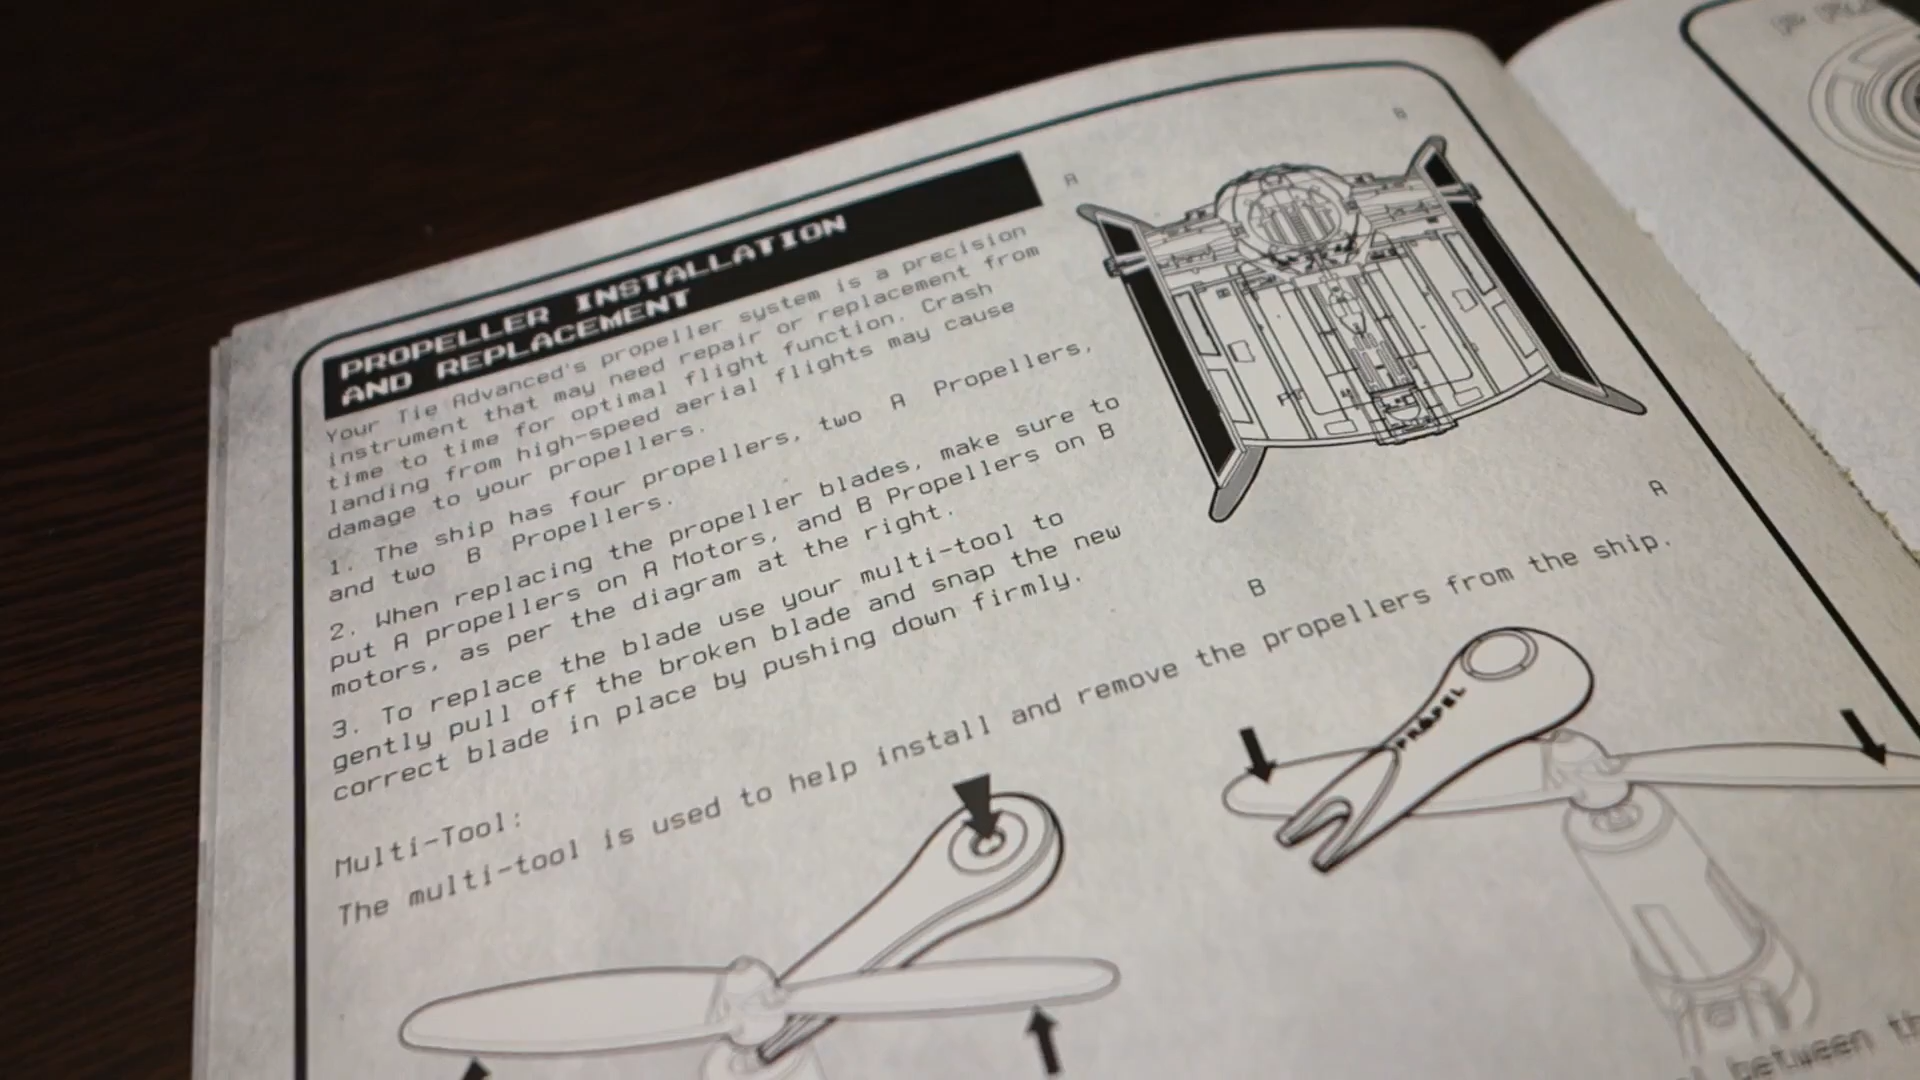 PROPELLER INSTALLATION
AND REPLACEMENT
Your Tie Advanced's propeller system is a precision
instrument that may need repair or replacement from
time to time for optimal flight function. Crash
landing from high-speed aerial flights may cause
damage to your propellers.
1. The ship has four propellers, two A Propellers,
and two B Propellers.
2. When replacing the propeller blades, make sure to
put A propellers on A Motors, and B Propellers on B
motors, as per the diagram at the right.
3. To replace the blade use your multi-tool to
gently pull off the broken blade and snap the new
correct blade in place by pushing down firmly.
A
B
B
A
Multi-Tool:
The multi-tool is used to help install and remove the propellers from the ship.
PROPEL
between